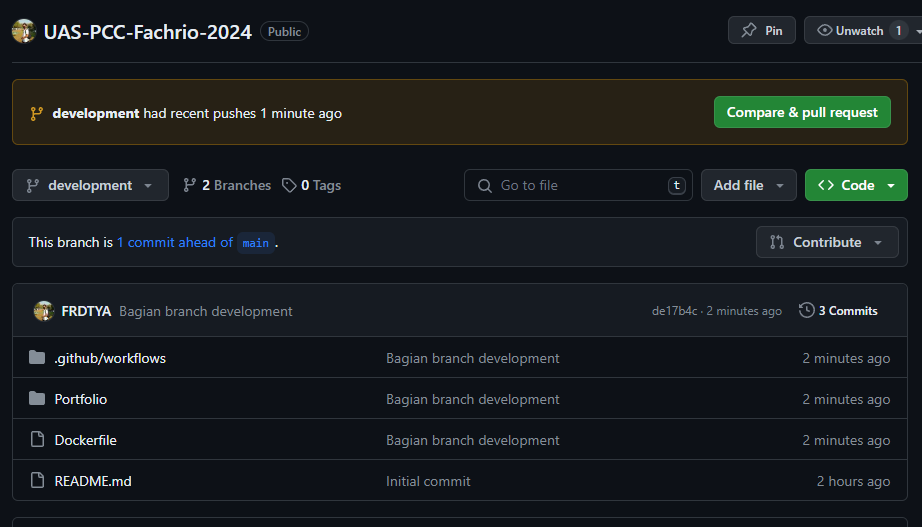 UAS-PCC-Fachrio-2024 Public Pin Unwatch 1
development had recent pushes 1 minute ago Compare & pull request
development 2 Branches 0 Tags Go to file t Add file Code
This branch is 1 commit ahead of main . Contribute
FRDTYA Bagian branch development de17b4c · 2 minutes ago 3 Commits
.github/workflows Bagian branch development 2 minutes ago
Portfolio Bagian branch development 2 minutes ago
Dockerfile Bagian branch development 2 minutes ago
README.md Initial commit 2 hours ago